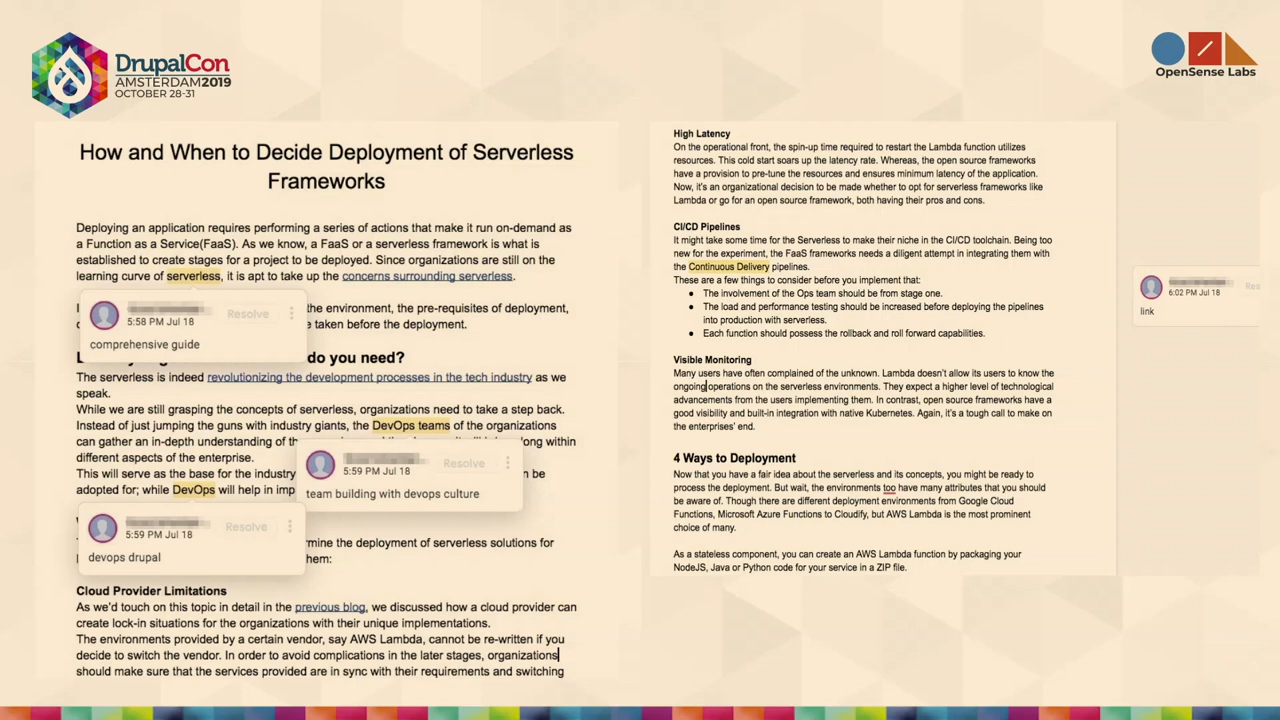 DrupalCon
AMSTERDAM2019
OCTOBER 28-31
OpenSense Labs
How and When to Decide Deployment of Serverless
Frameworks
Deploying an application requires performing a series of actions that make it run on-demand as
a Function as a Service(FaaS). As we know, a FaaS or a serverless framework is what is
established to create stages for a project to be deployed. Since organizations are still on the
learning curve of serverless, it is apt to take up the concerns surrounding serverless.
the environment, the pre-requisites of deployment,
e taken before the deployment.
Resolve
5:58 PM Jul 18
comprehensive guide
do you need?
The serverless is indeed revolutionizing the development processes in the tech industry as we
speak.
While we are still grasping the concepts of serverless, organizations need to take a step back.
Instead of just jumping the guns with industry giants, the DevOps teams of the organizations
can gather an in-depth understanding of
along within
different aspects of the enterprise.
This will serve as the base for the industry
n be
adopted for; while DevOps will help in imp
Resolve
5:59 PM Jul 18
team building with devops culture
Resolve
5:59 PM Jul 18
devops drupal
rmine the deployment of serverless solutions for
hem:
Cloud Provider Limitations
As we'd touch on this topic in detail in the previous blog, we discussed how a cloud provider can
create lock-in situations for the organizations with their unique implementations.
The environments provided by a certain vendor, say AWS Lambda, cannot be re-written if you
decide to switch the vendor. In order to avoid complications in the later stages, organizations
should make sure that the services provided are in sync with their requirements and switching
High Latency
On the operational front, the spin-up time required to restart the Lambda function utilizes
resources. This cold start soars up the latency rate. Whereas, the open source frameworks
have a provision to pre-tune the resources and ensures minimum latency of the application.
Now, it's an organizational decision to be made whether to opt for serverless frameworks like
Lambda or go for an open source framework, both having their pros and cons.
CI/CD Pipelines
It might take some time for the Serverless to make their niche in the CI/CD toolchain. Being too
new for the experiment, the FaaS frameworks needs a diligent attempt in integrating them with
the Continuous Delivery pipelines.
These are a few things to consider before you implement that:
● The involvement of the Ops team should be from stage one.
● The load and performance testing should be increased before deploying the pipelines
into production with serverless.
● Each function should possess the rollback and roll forward capabilities.
Visible Monitoring
Many users have often complained of the unknown. Lambda doesn't allow its users to know the
ongoing operations on the serverless environments. They expect a higher level of technological
advancements from the users implementing them. In contrast, open source frameworks have a
good visibility and built-in integration with native Kubernetes. Again, it's a tough call to make on
the enterprises' end.
4 Ways to Deployment
Now that you have a fair idea about the serverless and its concepts, you might be ready to
process the deployment. But wait, the environments too have many attributes that you should
be aware of. Though there are different deployment environments from Google Cloud
Functions, Microsoft Azure Functions to Cloudify, but AWS Lambda is the most prominent
choice of many.
As a stateless component, you can create an AWS Lambda function by packaging your
NodeJS, Java or Python code for your service in a ZIP file.
Res
6:02 PM Jul 18
link